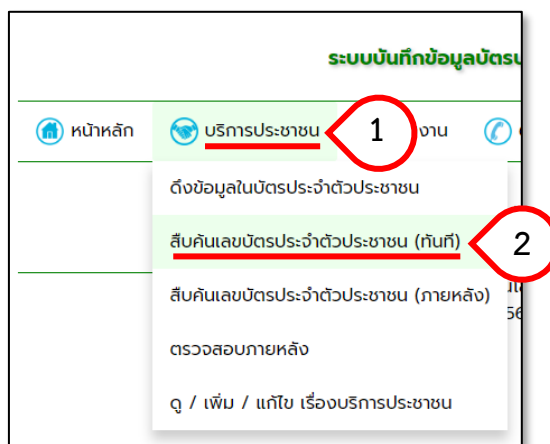 ระบบบันทึกข้อมูลบัตร
หน้าหลัก บริการประชาชน 1 งาน
ดึงข้อมูลในบัตรประจำตัวประชาชน
สืบค้นเลขบัตรประจำตัวประชาชน (ทันที) 2
สืบค้นเลขบัตรประจำตัวประชาชน (ภายหลัง)
56
ตรวจสอบภายหลัง
ดู / เพิ่ม / แก้ไข เรื่องบริการประชาชน